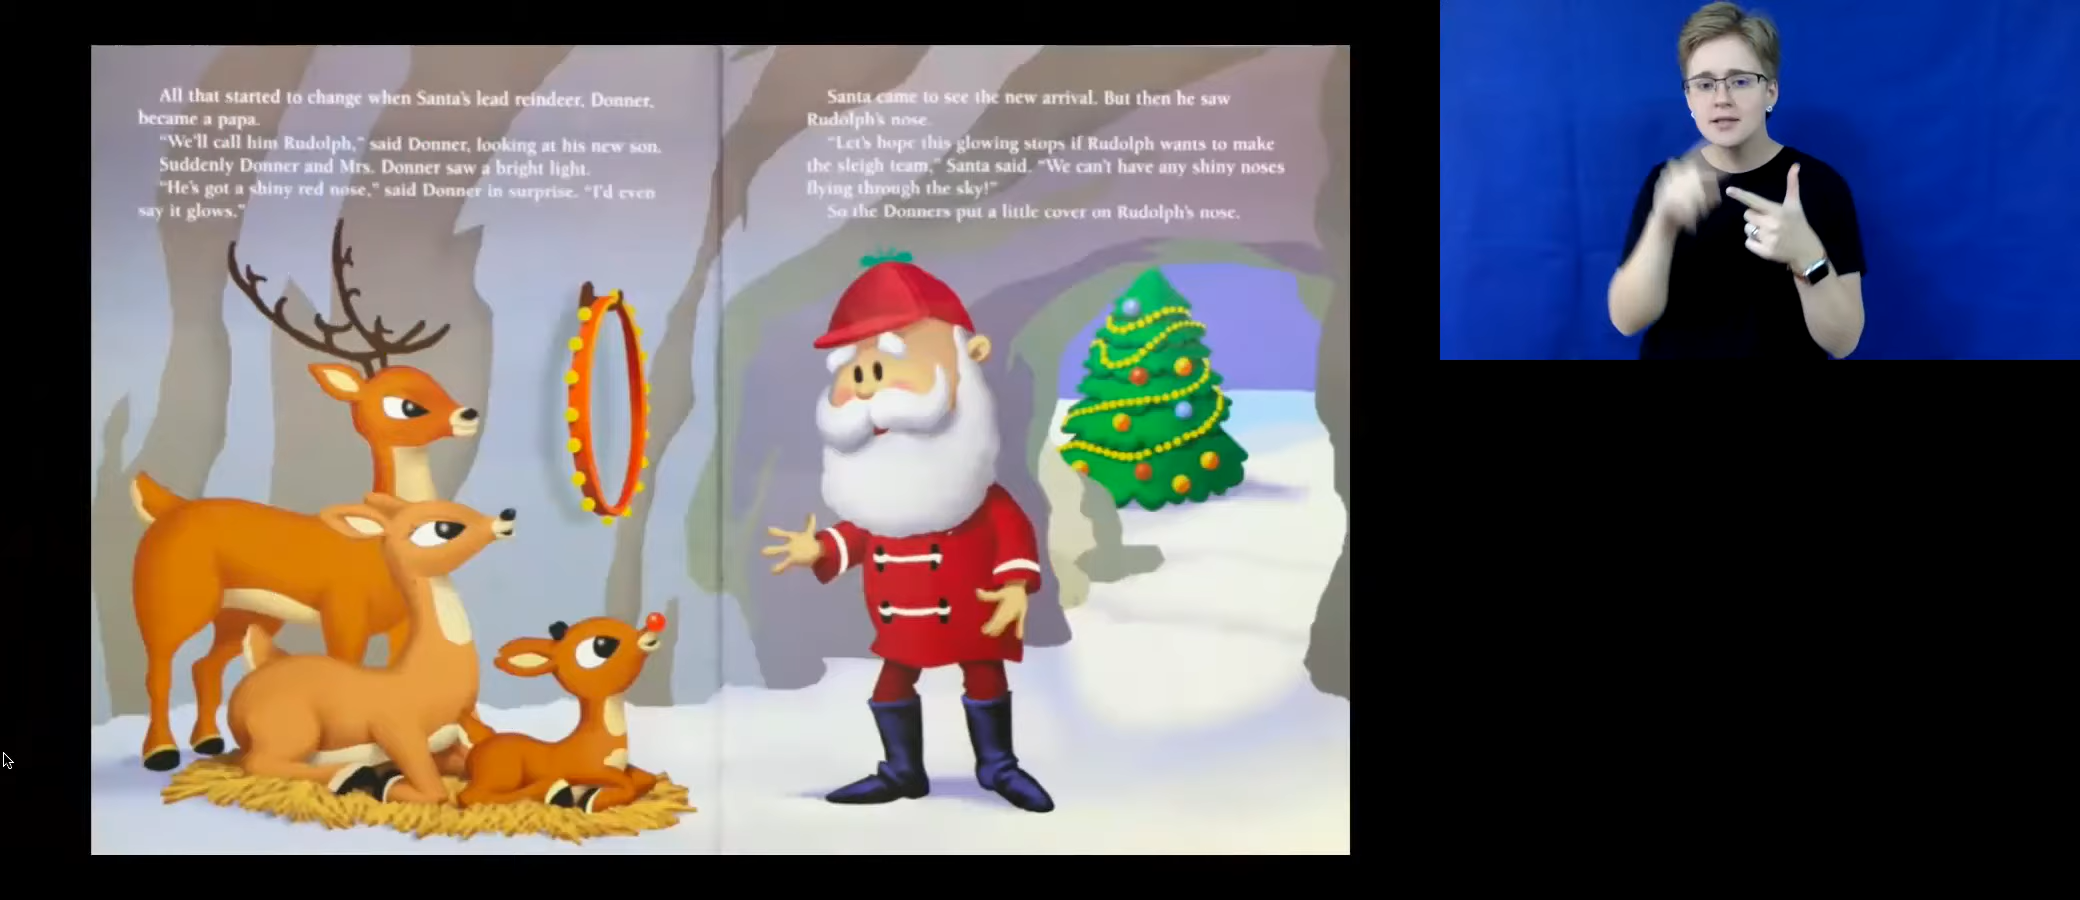 All that started to change when Santa's lead reindeer, Donner,
became a papa.
"We'll call him Rudolph," said Donner, looking at his new son.
Suddenly Donner and Mrs. Donner saw a bright light.
"He's got a shiny red nose," said Donner in surprise. "I'd even
say it glows."
Santa came to see the new arrival. But then he saw
Rudolph's nose.
"Let's hope this glowing stops if Rudolph wants to make
the sleigh team," Santa said. "We can't have any shiny noses
flying through the sky!"
So the Donners put a little cover on Rudolph's nose.